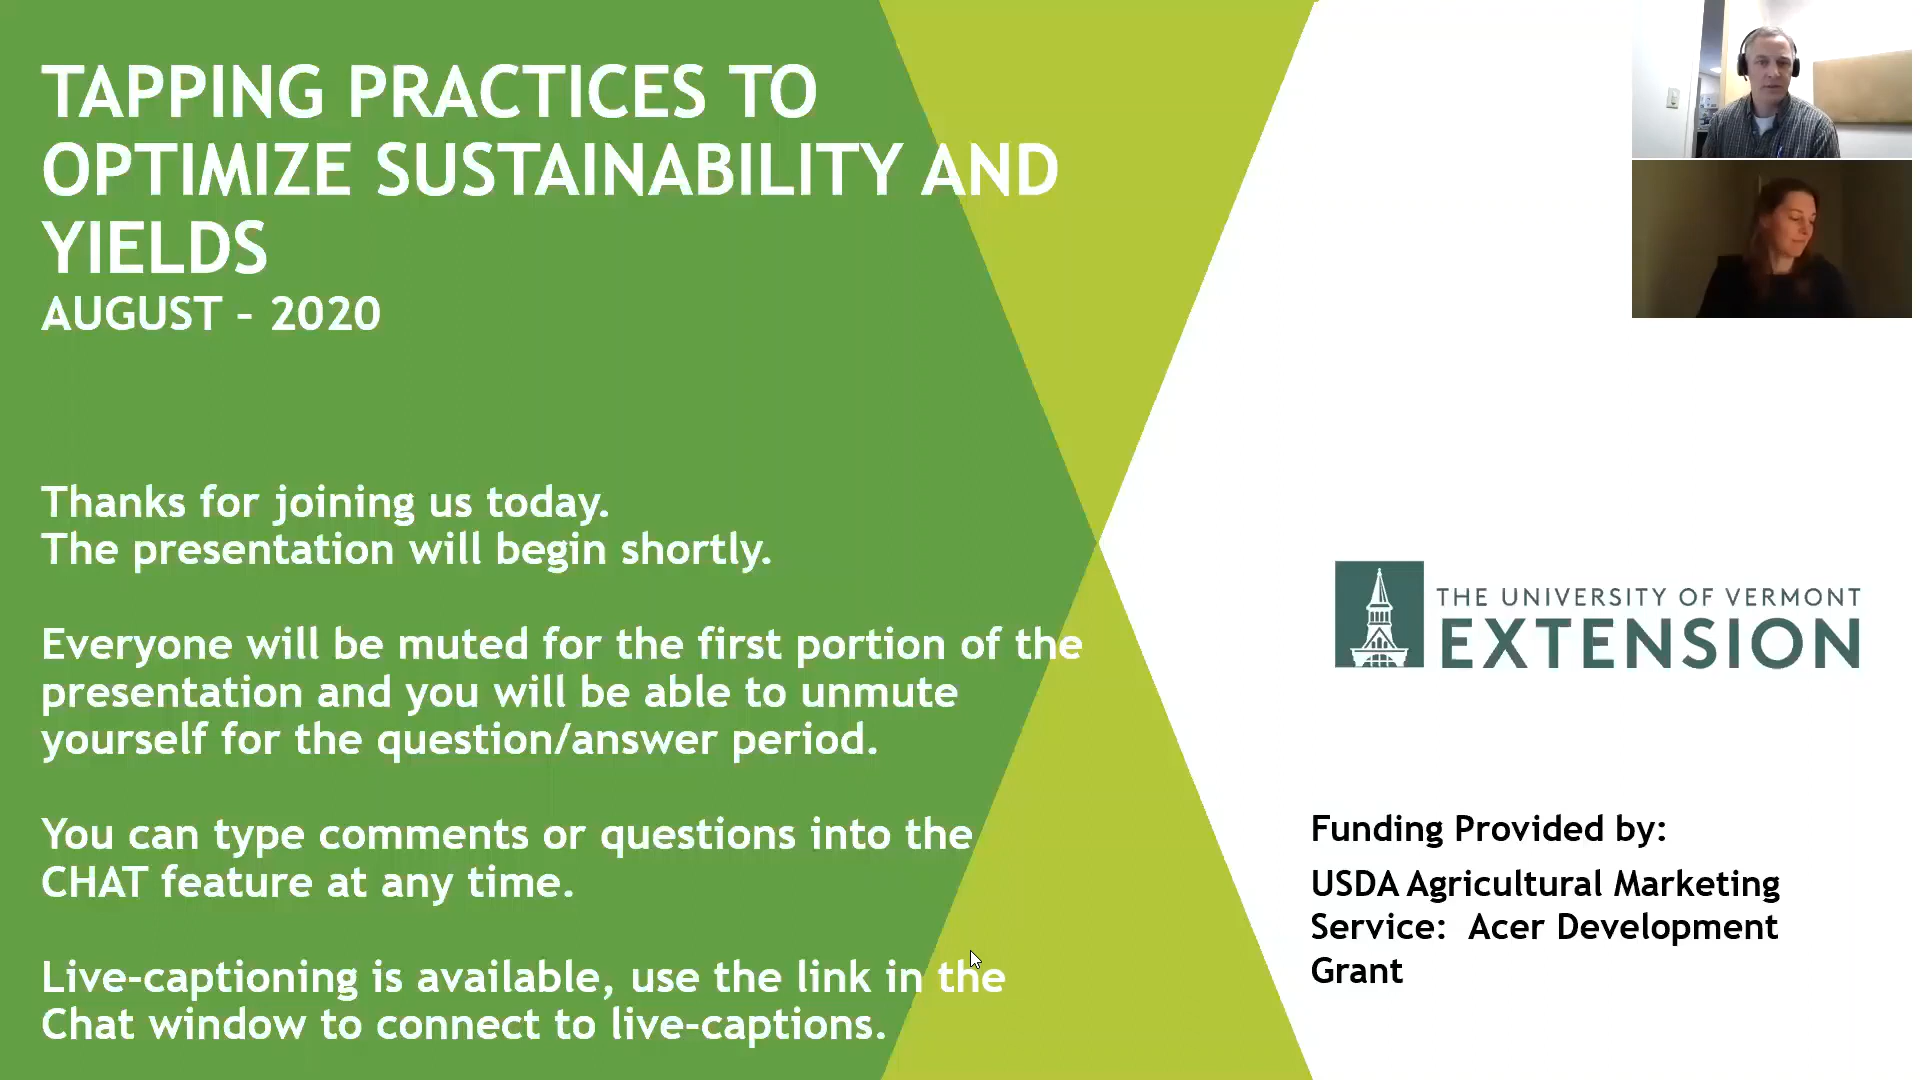 TAPPING PRACTICES TO
OPTIMIZE SUSTAINABILITY AND
YIELDS
AUGUST – 2020
Thanks for joining us today.
The presentation will begin shortly.
Everyone will be muted for the first portion of the
presentation and you will be able to unmute
yourself for the question/answer period.
You can type comments or questions into the
CHAT feature at any time.
Live-captioning is available, use the link in the
Chat window to connect to live-captions.
THE UNIVERSITY OF VERMONT
EXTENSION
Funding Provided by:
USDA Agricultural Marketing
Service:  Acer Development
Grant